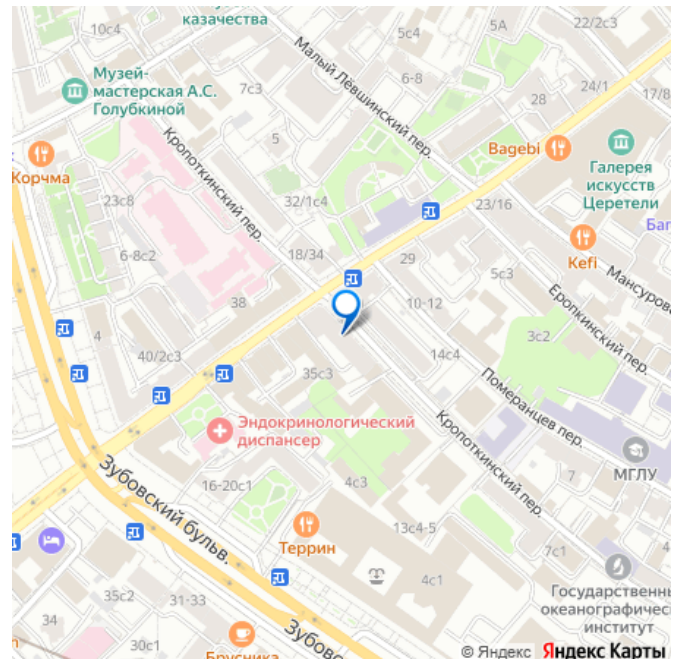 казачества
10с4
5с4
5А
22/2с3
Музей-
мастерская А.С.
Голубкиной
7с3
Малый Лёвшинский пер.
6-8
24/1
17/8
28
5
Корчма
Кропоткинский пер.
Bagebi
Галерея
искусств
Церетели
23с8
32/1с4
23/16
Kefi
6-8с2
18/34
29
Мансуровс
5с3
38
10-12
Еропкинский пер.
4
3с2
40/2с3
14с4
35с3
Померанцев пер.
Эндокринологический
диспансер
Кропоткинский пер.
МГЛУ
Зубовский бульв.
16-20с1
4с3
7
Террин
13с4-5
7с1
4с1
Государственнь
океанографичес
институт
35с2
31-33
34
30с1
Брусника
© Яндекс Яндекс Карты